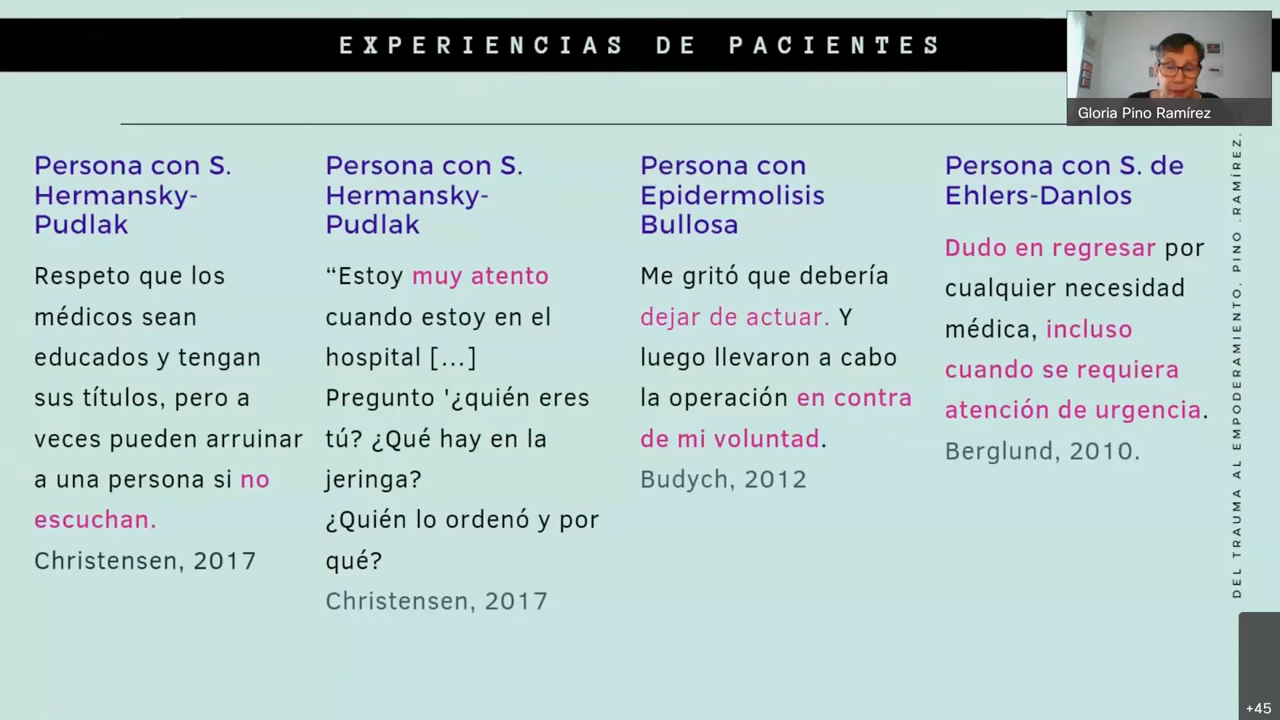 EXPERIENCIAS DE PACIENTES
Gloria Pino Ramírez
Persona con S.
Hermansky-
Pudlak
Respeto que los
médicos sean
educados y tengan
sus títulos, pero a
veces pueden arruinar
a una persona si no
escuchan.
Christensen, 2017
Persona con S.
Hermansky-
Pudlak
“Estoy muy atento
cuando estoy en el
hospital [...]
Pregunto '¿quién eres
tú? ¿Qué hay en la
jeringa?
¿Quién lo ordenó y por
qué?
Christensen, 2017
Persona con
Epidermolisis
Bullosa
Me gritó que debería
dejar de actuar. Y
luego llevaron a cabo
la operación en contra
de mi voluntad.
Budych, 2012
Persona con S. de
Ehlers-Danlos
Dudo en regresar por
cualquier necesidad
médica, incluso
cuando se requiera
atención de urgencia.
Berglund, 2010.
DEL TRAUMA AL EMPODERAMIENTO. PINO .RAMÍREZ.
+45